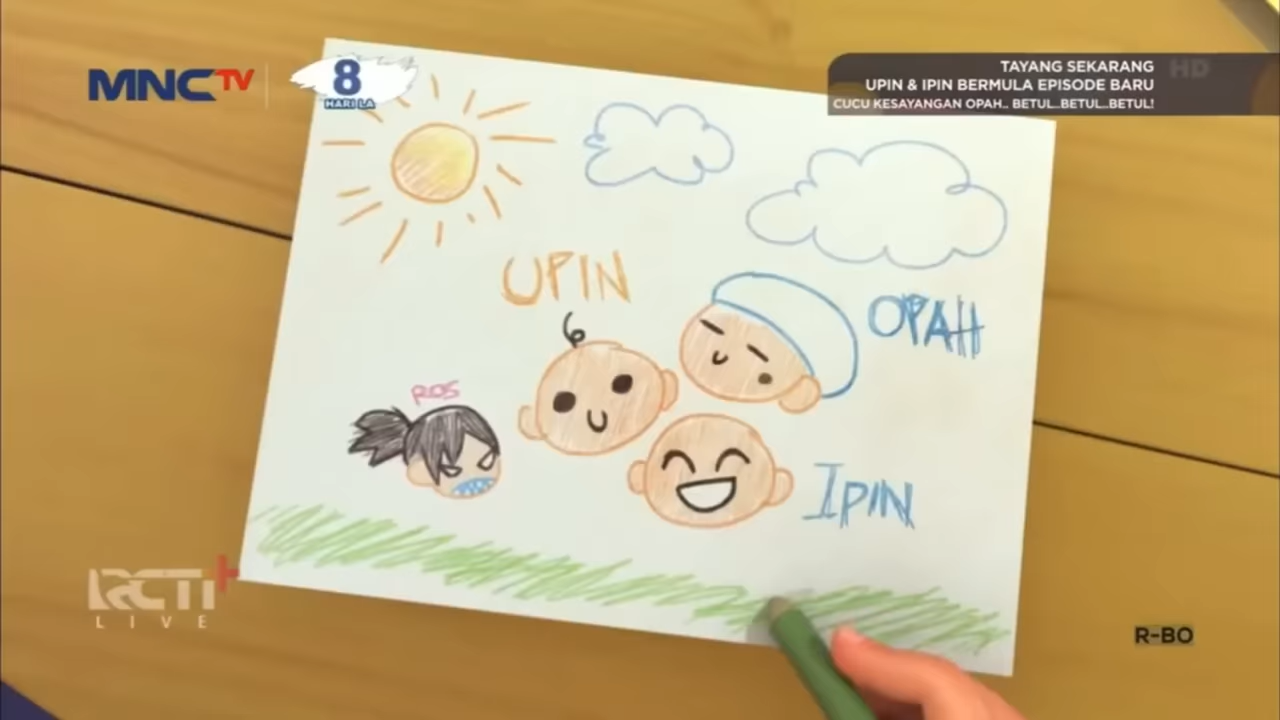 MNCTV
8
HARI LA
TAYANG SEKARANG
HD
UPIN & IPIN BERMULA EPISODE BARU
CUCU KESAYANGAN OPAH.. BETUL..BETUL..BETUL!
UPIN
OPAH
ROS
IPIN
RCTI+
LIVE
R-BO